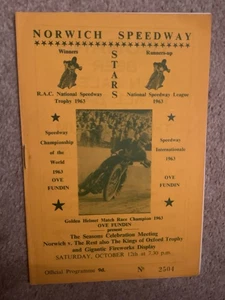 NORWICH SPEEDWAY
Winners
STARS
Runners-up
R.A.C. National Speedway
Trophy 1963
National Speedway League
1963
Speedway
Championship
of the
World
1963
OVE
FUNDIN
Speedway
Internationale
1963
OVE
FUNDIN
Golden Helmet Match Race Champion 1963
OVE FUNDIN
present
The Seasons Celebration Meeting
Norwich v. The Rest also The Kings of Oxford Trophy
and Gigantic Fireworks Display
SATURDAY, OCTOBER 12th at 7.30 p.m.
Official Programme 9d.
No 2504